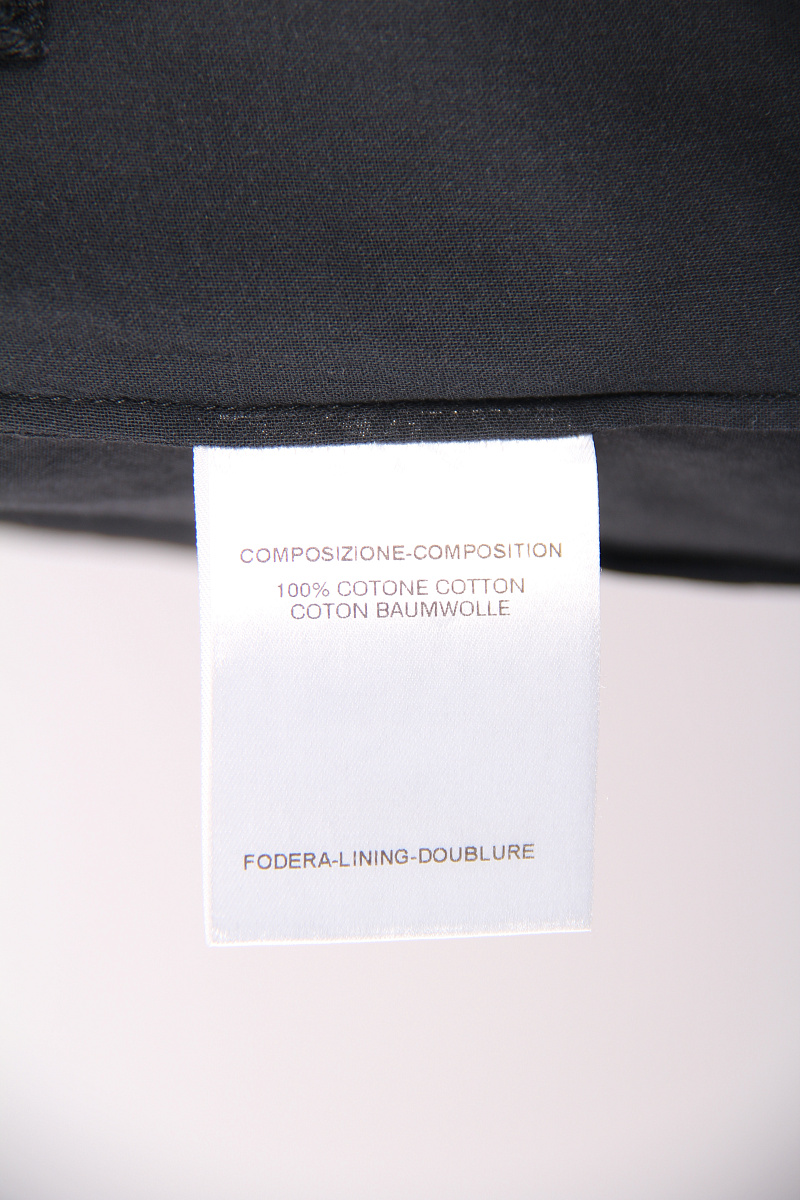 COMPOSIZIONE-COMPOSITION
100% COTONE COTTON
COTON BAUMWOLLE
FODERA-LINING-DOUBLURE